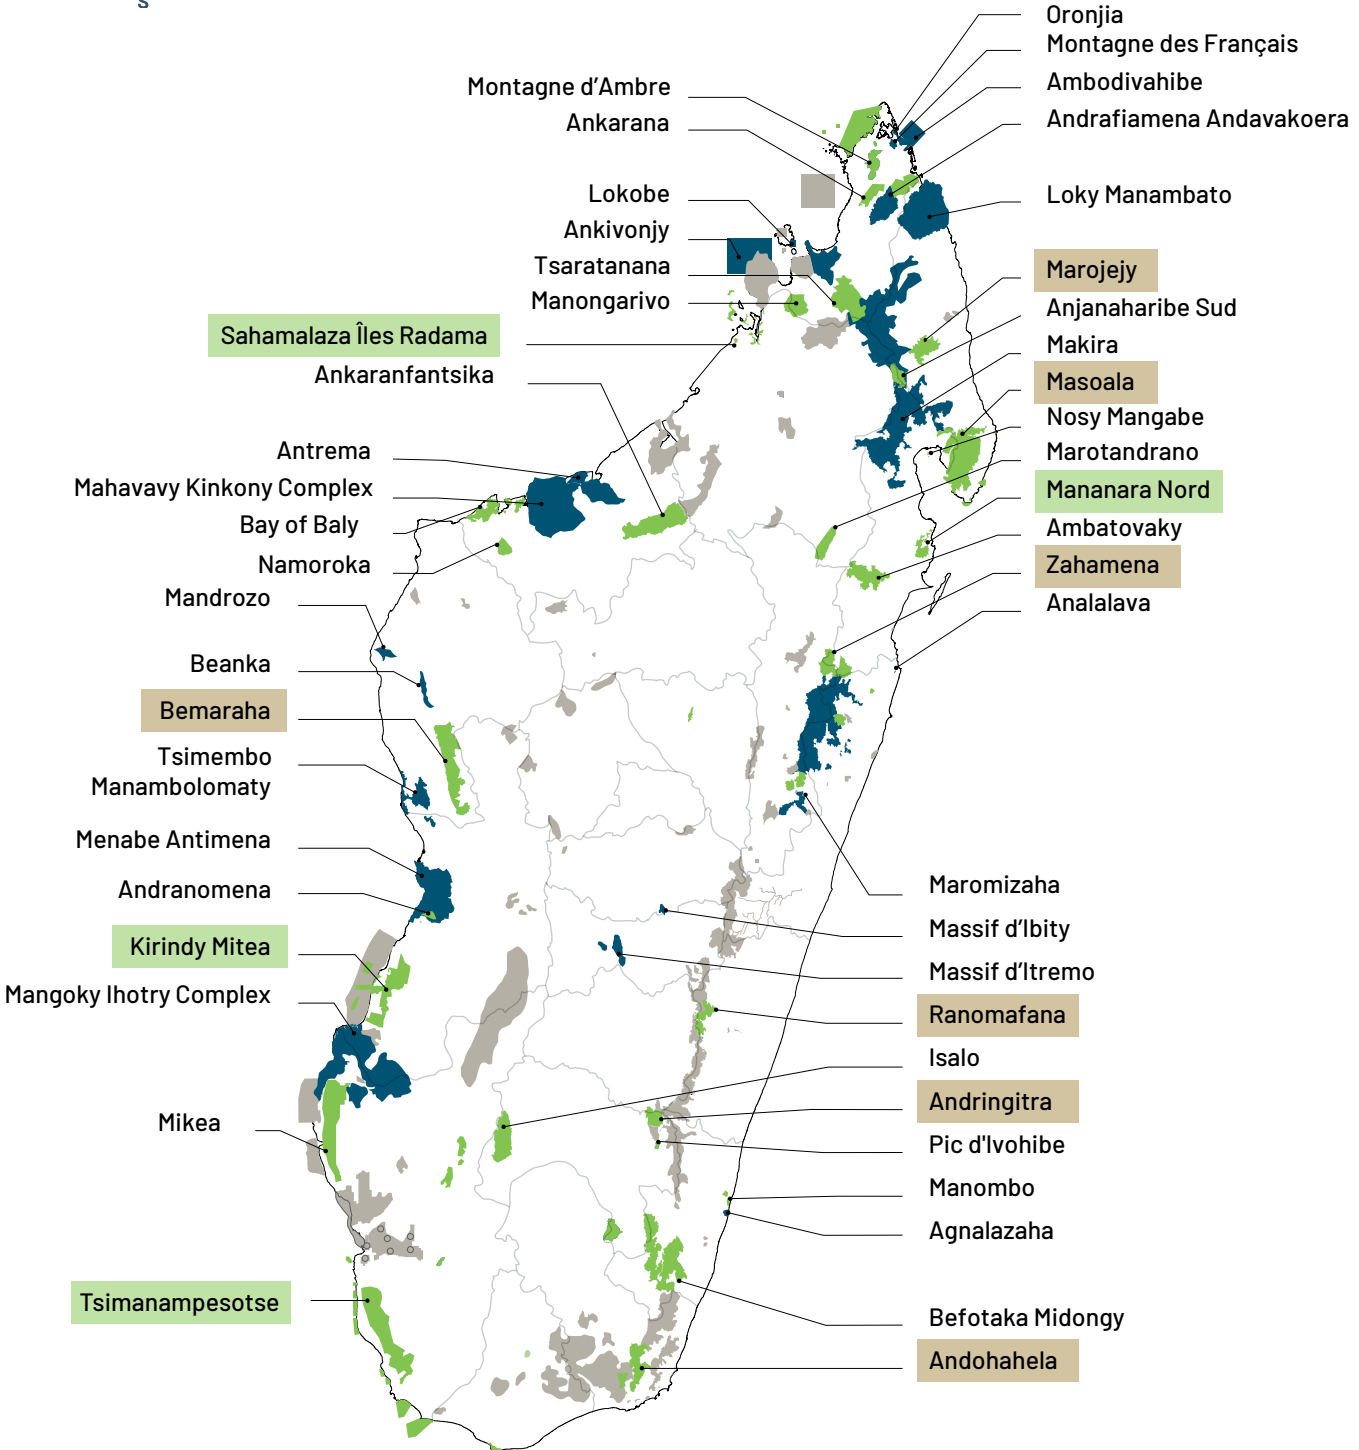 s
Oronjia
Montagne des Français
Ambodivahibe
Andrafiamena Andavakoera
Loky Manambato
Marojejy
Anjanaharibe Sud
Makira
Masoala
Nosy Mangabe
Marotandrano
Mananara Nord
Ambatovaky
Zahamena
Analalava
Montagne d’Ambre
Ankarana
Lokobe
Ankivonjy
Tsaratanana
Manongarivo
Sahamalaza Îles Radama
Ankaranfantsika
Antrema
Mahavavy Kinkony Complex
Bay of Baly
Namoroka
Mandrozo
Beanka
Bemaraha
Tsimembo
Manambolomaty
Menabe Antimena
Andranomena
Kirindy Mitea
Mangoky Ihotry Complex
Mikea
Tsimanampesotse
Maromizaha
Massif d’Ibity
Massif d’Itremo
Ranomafana
Isalo
Andringitra
Pic d'Ivohibe
Manombo
Agnalazaha
Befotaka Midongy
Andohahela